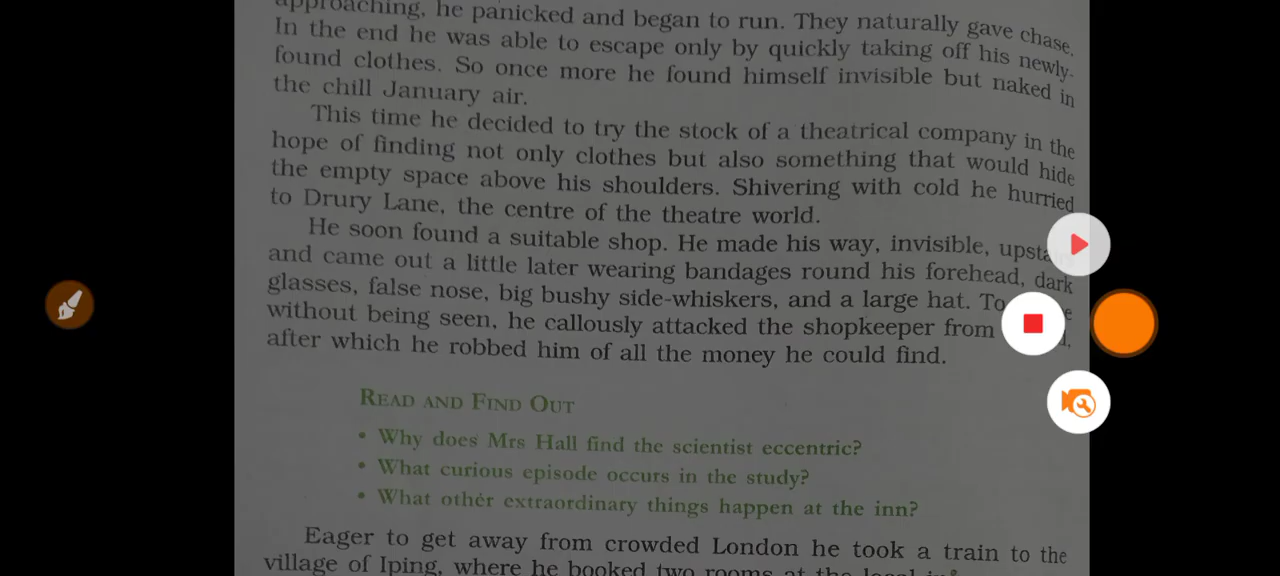 approaching, he panicked and began to run. They naturally gave chase.
In the end he was able to escape only by quickly taking off his newly-
found clothes. So once more he found himself invisible but naked in
the chill January air.
This time he decided to try the stock of a theatrical company in the
hope of finding not only clothes but also something that would hide
the empty space above his shoulders. Shivering with cold he hurried
to Drury Lane, the centre of the theatre world.
He soon found a suitable shop. He made his way, invisible,
and came out a little later wearing bandages round his forehead, dark
glasses, false nose, big bushy side-whiskers, and a large hat. To
without being seen, he callously attacked the shopkeeper from
after which he robbed him of all the money he could find.
READ AND FIND OUT
• Why does Mrs Hall find the scientist eccentric?
• What curious episode occurs in the study?
• What other extraordinary things happen at the inn?
Eager to get away from crowded London he took a train to the
village of Iping, where he booked two rooms at the local